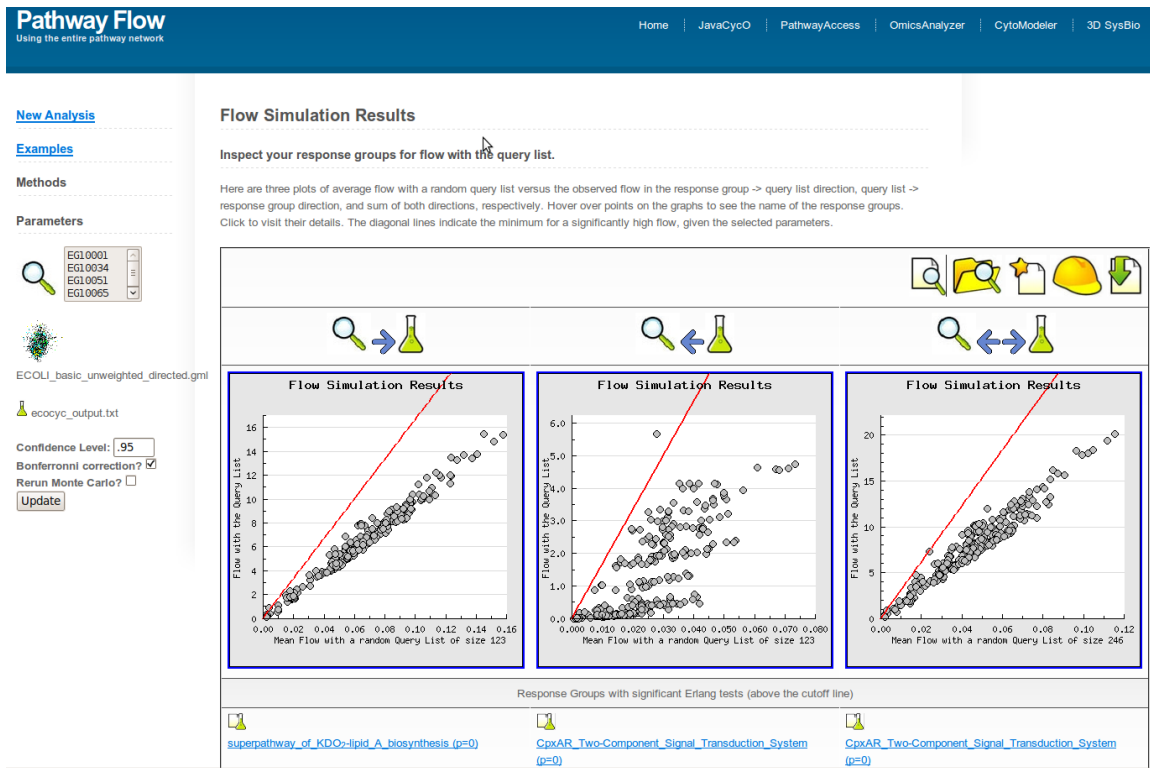 Pathway Flow
Using the entire pathway network
Home JavaCycO PathwayAccess OmicsAnalyzer CytoModeler 3D SysBio
New Analysis
Examples
Methods
Parameters
EG10001
EG10034
EG10051
EG10065
ECOLI_basic_unweighted_directed.gml
ecocyc_output.txt
Confidence Level: .95
Bonferronni correction?
Rerun Monte Carlo?
Update
Flow Simulation Results
Inspect your response groups for flow with the query list.
Here are three plots of average flow with a random query list versus the observed flow in the response group -> query list direction, query list ->
response group direction, and sum of both directions, respectively. Hover over points on the graphs to see the name of the response groups.
Click to visit their details. The diagonal lines indicate the minimum for a significantly high flow, given the selected parameters.
Flow Simulation Results
Flow with the Query List
16
14
12
10
8
6
4
2
0
0.00 0.02 0.04 0.06 0.08 0.10 0.12 0.14 0.16
Mean Flow with a random Query List of size 123
Flow Simulation Results
Flow with the Query List
6.0
5.0
4.0
3.0
2.0
1.0
0.0
0.000 0.010 0.020 0.030 0.040 0.050 0.060 0.070 0.080
Mean Flow with a random Query List of size 123
Flow Simulation Results
Flow with the Query List
20
15
10
5
0
0.00 0.02 0.04 0.06 0.08 0.10 0.12
Mean Flow with a random Query List of size 246
Response Groups with significant Erlang tests (above the cutoff line)
superpathway_of_KDO₂-lipid_A_biosynthesis (p=0)
CpxAR_Two-Component_Signal_Transduction_System
(p=0)
CpxAR_Two-Component_Signal_Transduction_System
(p=0)